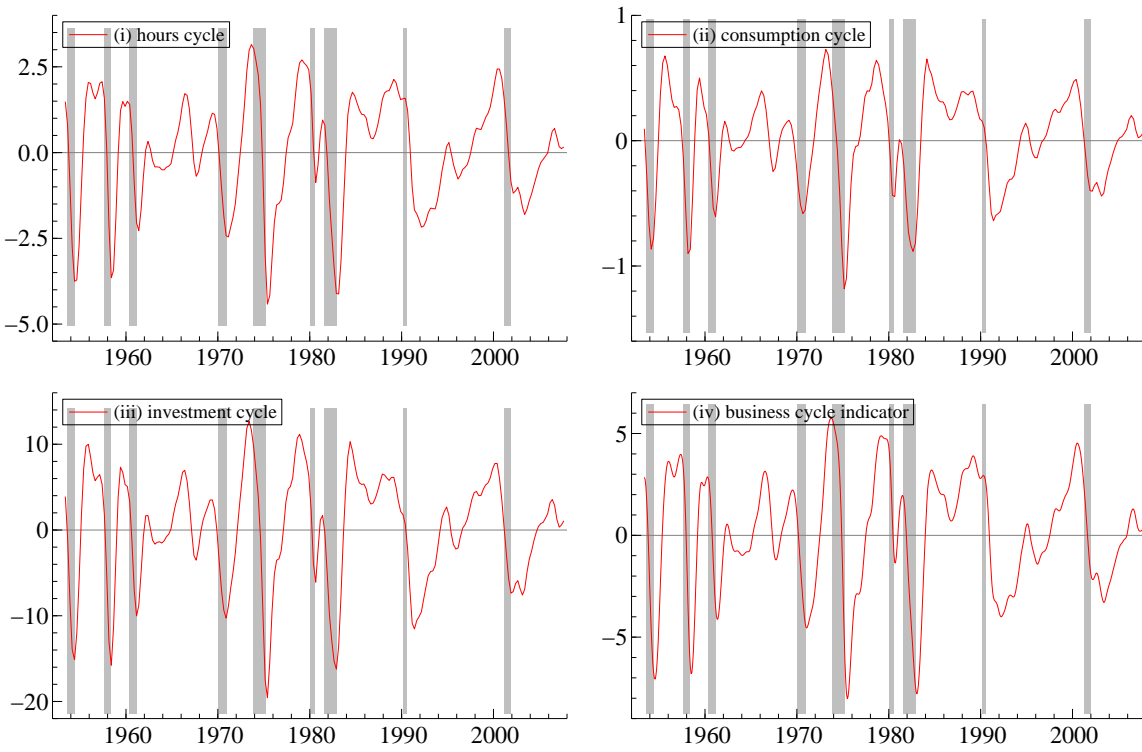 (i) hours cycle
2.5
0.0
−2.5
−5.0
1960 1970 1980 1990 2000
(ii) consumption cycle
1
0
−1
1960 1970 1980 1990 2000
(iii) investment cycle
10
0
−10
−20
1960 1970 1980 1990 2000
(iv) business cycle indicator
5
0
−5
1960 1970 1980 1990 2000